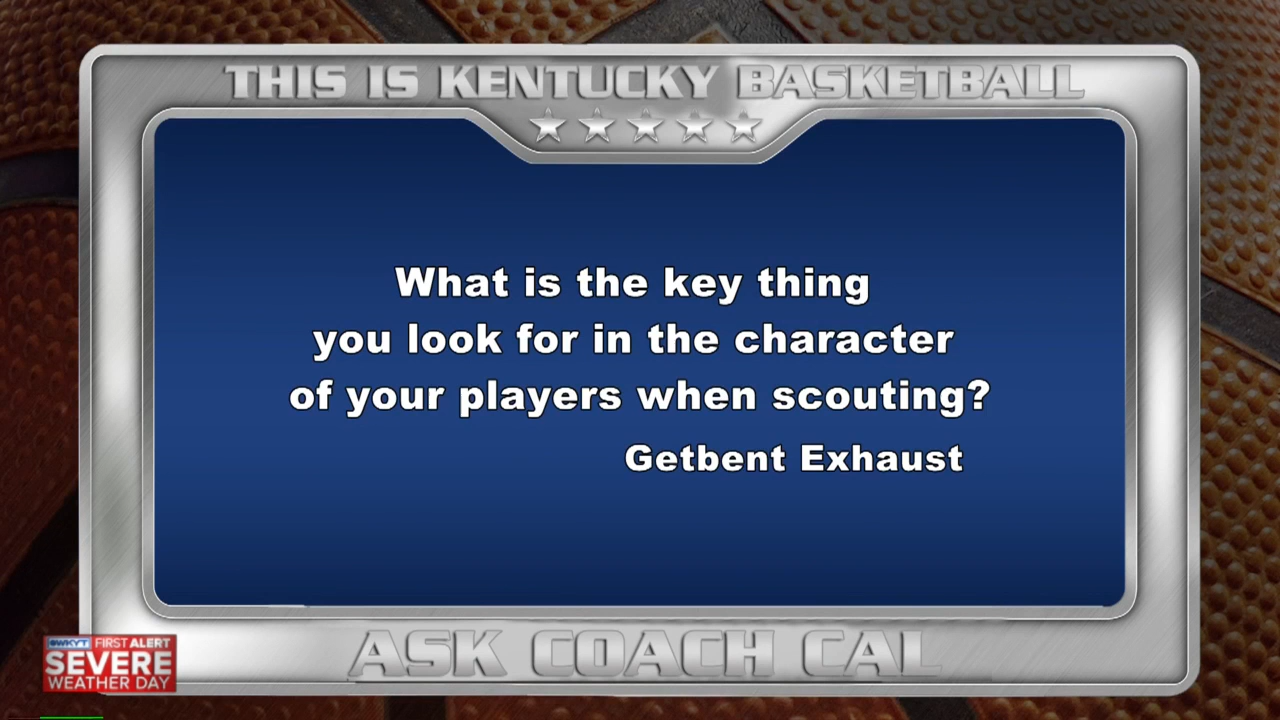 THIS IS KENTUCKY BASKETBALL
What is the key thing
you look for in the character
of your players when scouting?
Getbent Exhaust
ASK COACH CAL
WKYT FIRST ALERT
SEVERE
WEATHER DAY